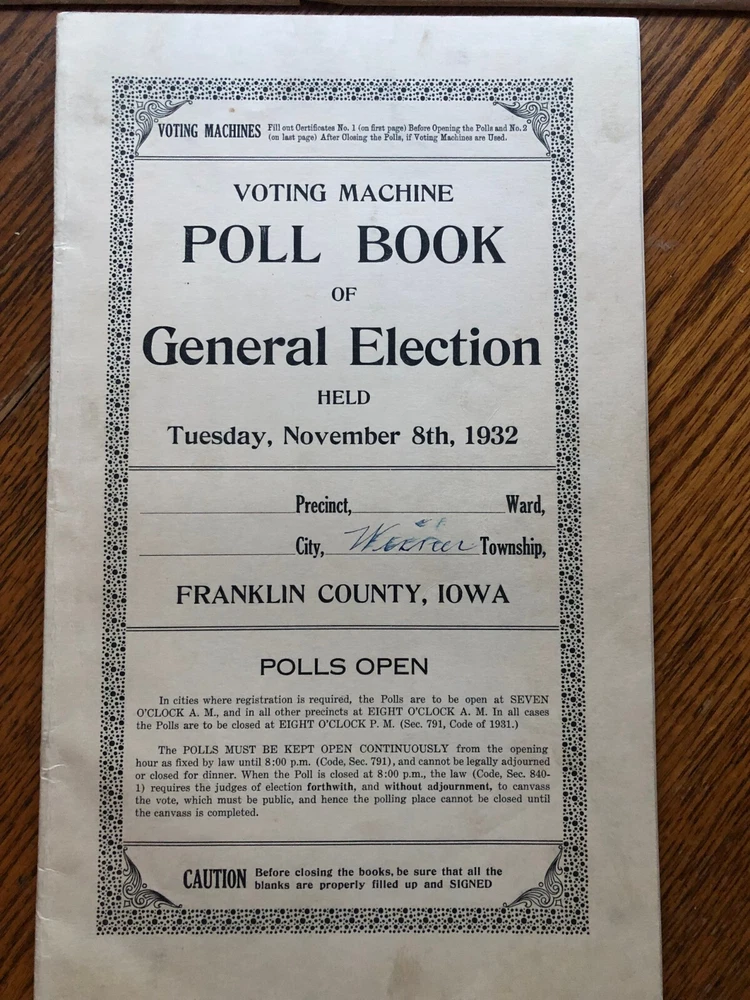 VOTING MACHINES Fill out Certificates No. 1 (on first page) Before Opening the Polls and No. 2
(on last page) After Closing the Polls, if Voting Machines are Used.
VOTING MACHINE
POLL BOOK
OF
General Election
HELD
Tuesday, November 8th, 1932
Precinct, Ward,
City, Township,
FRANKLIN COUNTY, IOWA
POLLS OPEN
In cities where registration is required, the Polls are to be open at SEVEN
O'CLOCK A. M., and in all other precincts at EIGHT O'CLOCK A. M. In all cases
the Polls are to be closed at EIGHT O'CLOCK P. M. (Sec. 791, Code of 1931.)
The POLLS MUST BE KEPT OPEN CONTINUOUSLY from the opening
hour as fixed by law until 8:00 p.m. (Code, Sec. 791), and cannot be legally adjourned
or closed for dinner. When the Poll is closed at 8:00 p.m., the law (Code, Sec. 840-
1) requires the judges of election forthwith, and without adjournment, to canvass
the vote, which must be public, and hence the polling place cannot be closed until
the canvass is completed.
CAUTION Before closing the books, be sure that all the
blanks are properly filled up and SIGNED